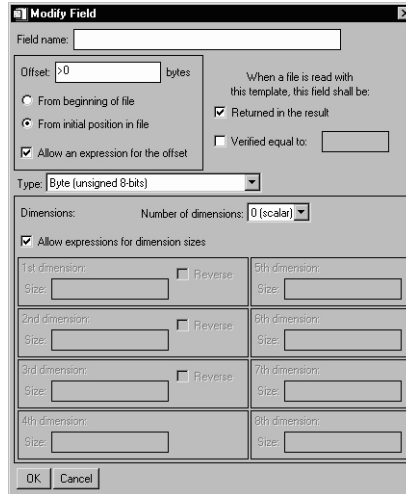 Modify Field
Field name:
Offset: >0 bytes
From beginning of file
From initial position in file
Allow an expression for the offset
When a file is read with
this template, this field shall be:
Returned in the result
Verified equal to:
Type: Byte (unsigned 8-bits)
Dimensions: Number of dimensions: 0 (scalar)
Allow expressions for dimension sizes
1st dimension: Reverse
Size:
5th dimension:
Size:
2nd dimension: Reverse
Size:
6th dimension:
Size:
3rd dimension: Reverse
Size:
7th dimension:
Size:
4th dimension:
Size:
8th dimension:
Size:
OK Cancel